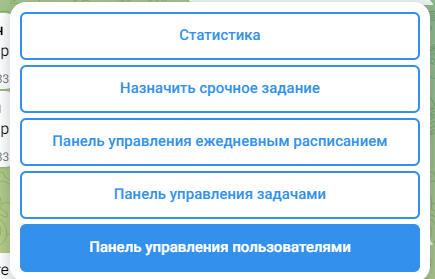 Статистика
Назначить срочное задание
Панель управления ежедневным расписанием
Панель управления задачами
Панель управления пользователями